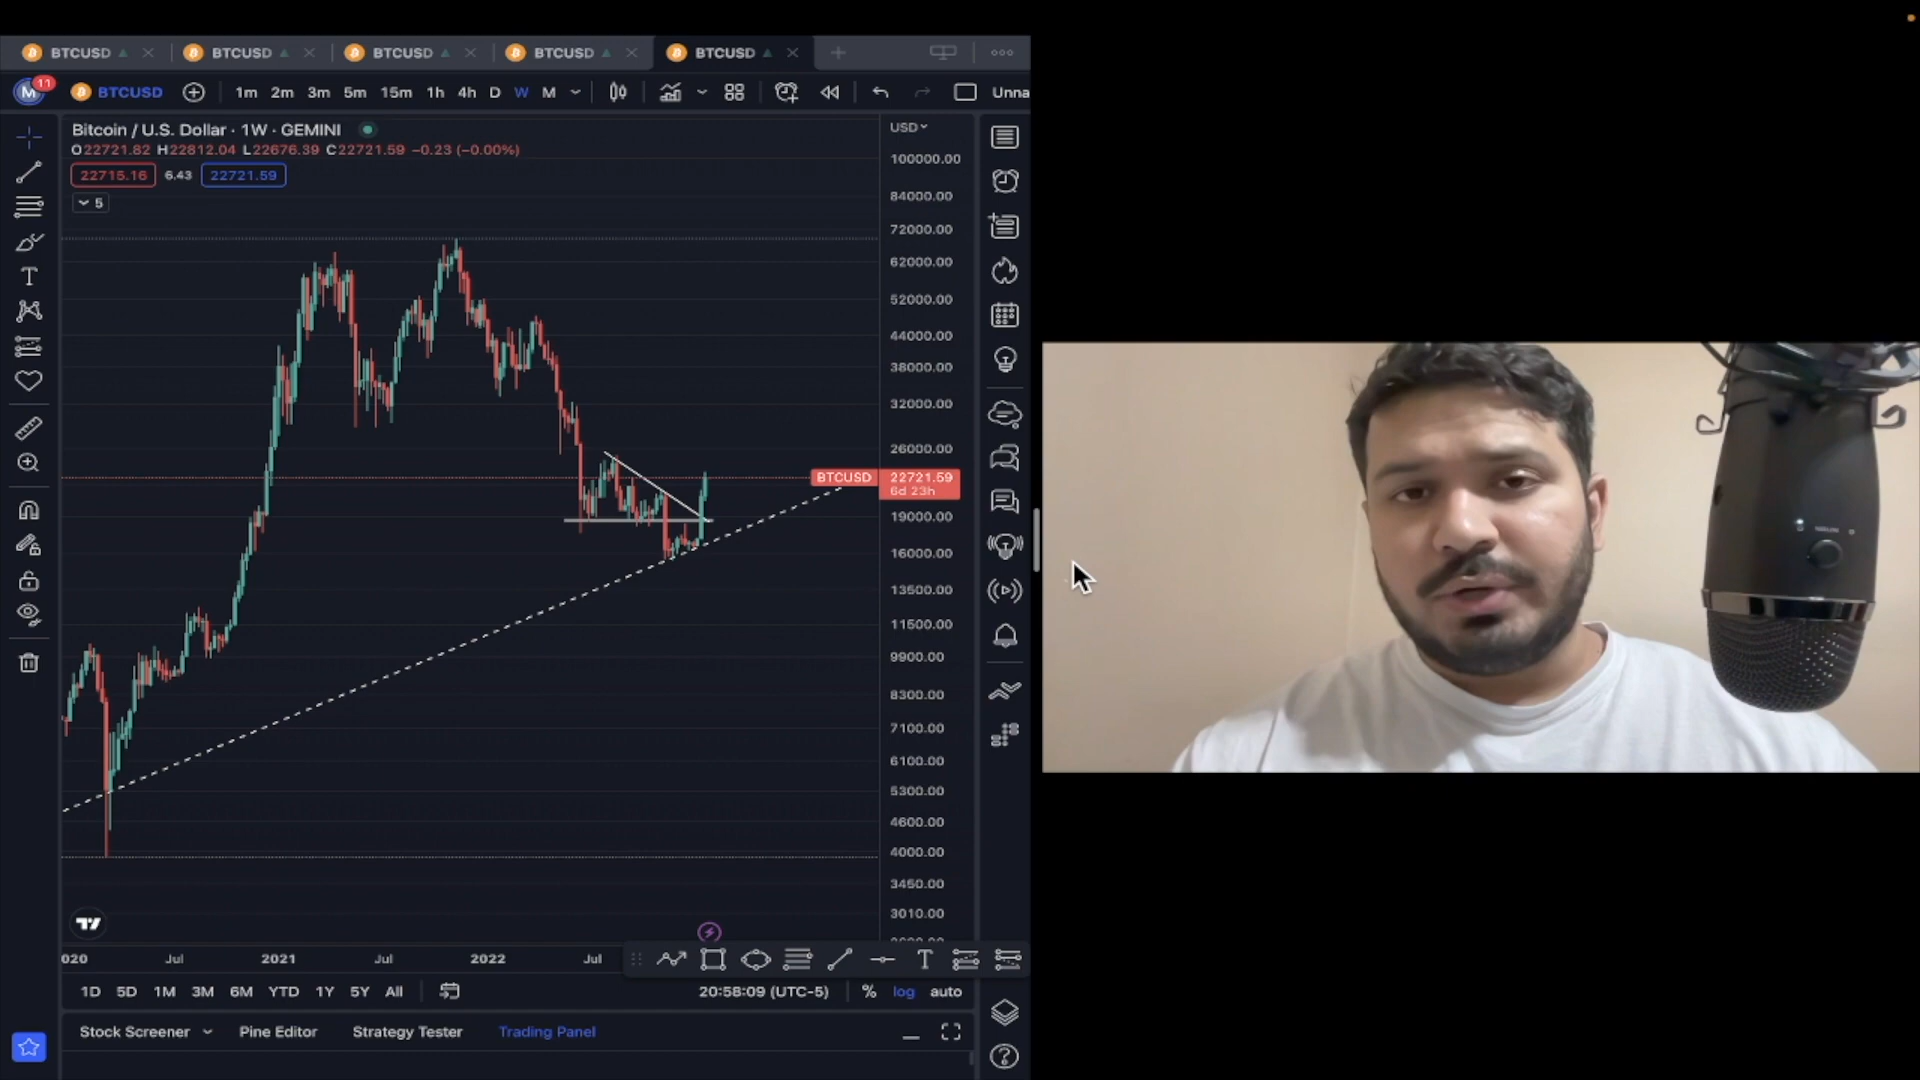 BTCUSD BTCUSD BTCUSD BTCUSD BTCUSD
M 11 BTCUSD 1m 2m 3m 5m 15m 1h 4h D W M Unna
Bitcoin / U.S. Dollar · 1W · GEMINI
USD
O22721.82 H22812.04 L22676.39 C22721.59 −0.23 (−0.00%)
22715.16 6.43 22721.59
5
100000.00
84000.00
72000.00
62000.00
52000.00
44000.00
38000.00
32000.00
26000.00
BTCUSD 22721.59
6d 23h
19000.00
16000.00
13500.00
11500.00
9900.00
8300.00
7100.00
6100.00
5300.00
4600.00
4000.00
3450.00
3010.00
020 Jul 2021 Jul 2022 Jul
T
1D 5D 1M 3M 6M YTD 1Y 5Y All 20:58:09 (UTC-5) % log auto
Stock Screener Pine Editor Strategy Tester Trading Panel